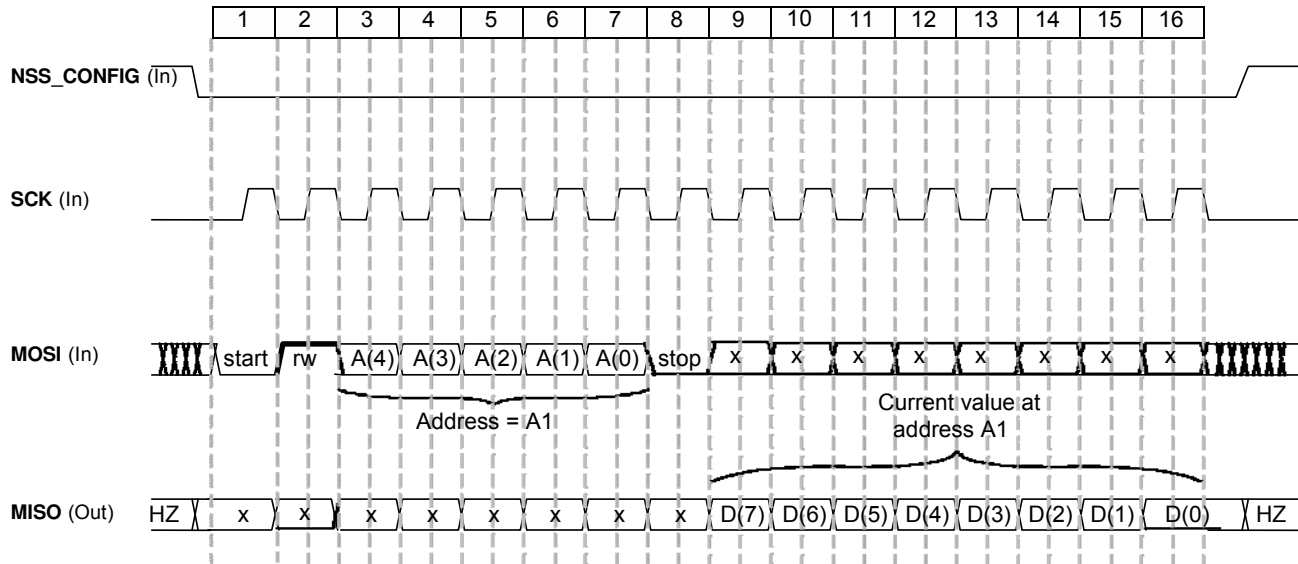 1 2 3 4 5 6 7 8 9 10 11 12 13 14 15 16
NSS_CONFIG (In)
SCK (In)
MOSI (In) start rw A(4) A(3) A(2) A(1) A(0) stop x x x x x x x x
Address = A1
Current value at
address A1
MISO (Out) HZ x x x x x x x x D(7) D(6) D(5) D(4) D(3) D(2) D(1) D(0) HZ